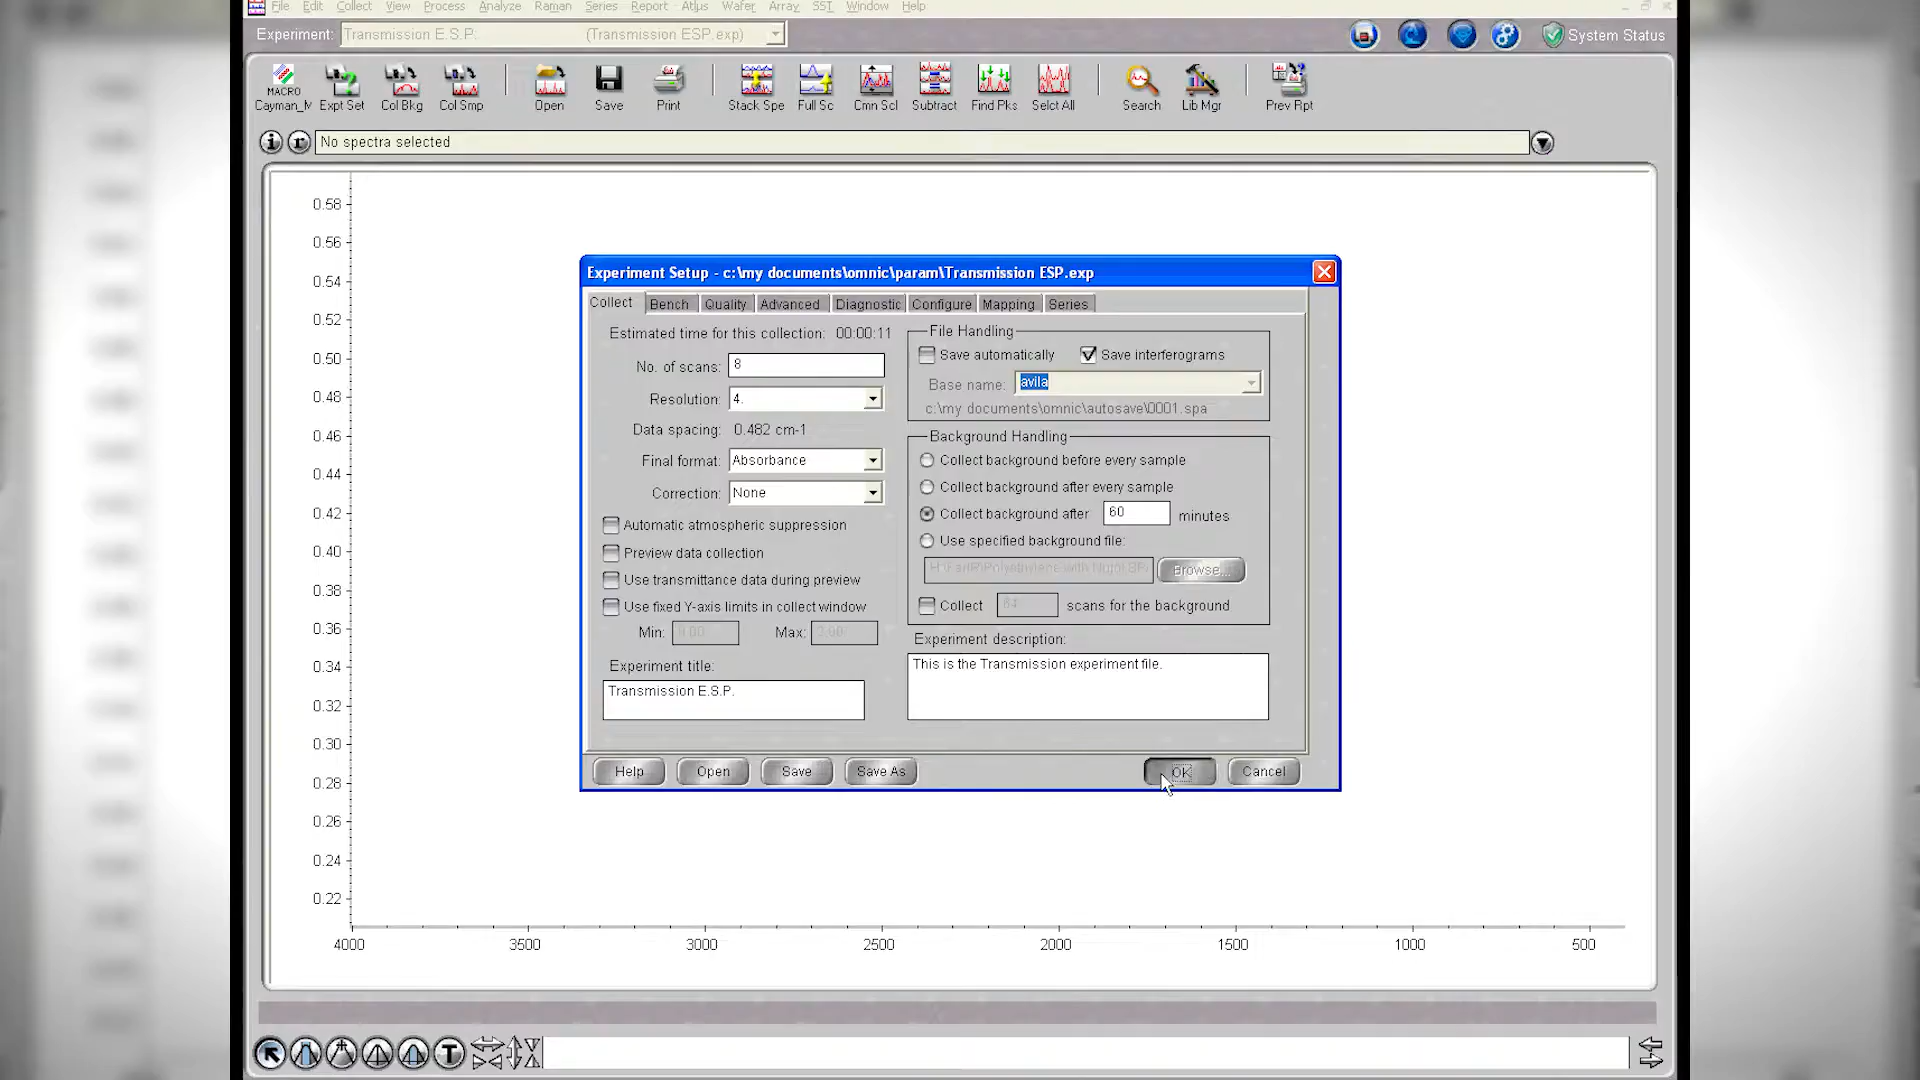 File Edit Collect View Process Analyze Raman Series Report Atlus Wafer Array SST Window Help
Experiment: Transmission E.S.P. (Transmission ESP.exp) System Status
MACRO
Cayman_M Expt Set Col Bkg Col Smp Open Save Print Stack Spe Full Sc Cmn Scl Subtract Find Pks Selct All Search Lib Mgr Prev Rpt
No spectra selected
Experiment Setup - c:\my documents\omnic\param\Transmission ESP.exp
Collect Bench Quality Advanced Diagnostic Configure Mapping Series
Estimated time for this collection: 00:00:11
No. of scans: 8
Resolution: 4.
Data spacing: 0.482 cm-1
Final format: Absorbance
Correction: None
Automatic atmospheric suppression
Preview data collection
Use transmittance data during preview
Use fixed Y-axis limits in collect window
Min: 0.00 Max: 2.00
Experiment title:
Transmission E.S.P.
File Handling
Save automatically Save interferograms
Base name: avila
c:\my documents\omnic\autosave\0001.spa
Background Handling
Collect background before every sample
Collect background after every sample
Collect background after 60 minutes
Use specified background file:
Browse...
Collect 64 scans for the background
Experiment description:
This is the Transmission experiment file.
Help Open Save Save As OK Cancel
0.58
0.56
0.54
0.52
0.50
0.48
0.46
0.44
0.42
0.40
0.38
0.36
0.34
0.32
0.30
0.28
0.26
0.24
0.22
4000 3500 3000 2500 2000 1500 1000 500
T